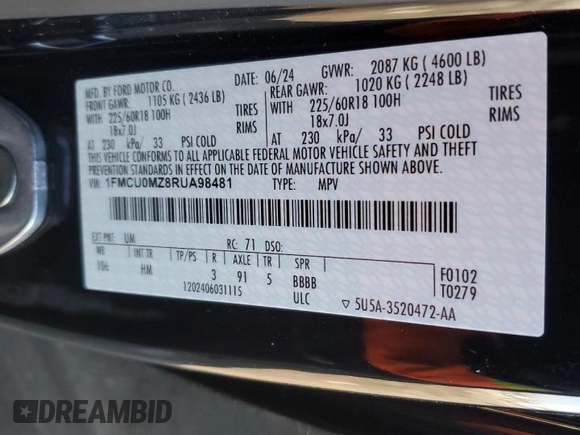 MFD. BY FORD MOTOR CO.
DATE: 06/24 GVWR: 2087 KG ( 4600 LB)
FRONT GAWR: 1105 KG ( 2436 LB) REAR GAWR: 1020 KG ( 2248 LB)
WITH 225/60R18 100H TIRES WITH 225/60R18 100H TIRES
18x7.0J RIMS 18x7.0J RIMS
AT 230 kPa/ 33 PSI COLD AT 230 kPa/ 33 PSI COLD
THIS VEHICLE CONFORMS TO ALL APPLICABLE FEDERAL MOTOR VEHICLE SAFETY AND THEFT
PREVENTION STANDARDS IN EFFECT ON THE DATE OF MANUFACTURE SHOWN ABOVE.
VIN: 1FMCU0MZ8RUA98481 TYPE: MPV
EXT PNT: UM RC: 71 DSO:
WB INT TR TP/PS R AXLE TR SPR
106 HM 3 91 5 BBBB
ULC
1202406031115
F0102
T0279
▽ 5U5A-3520472-AA
DREAMBID